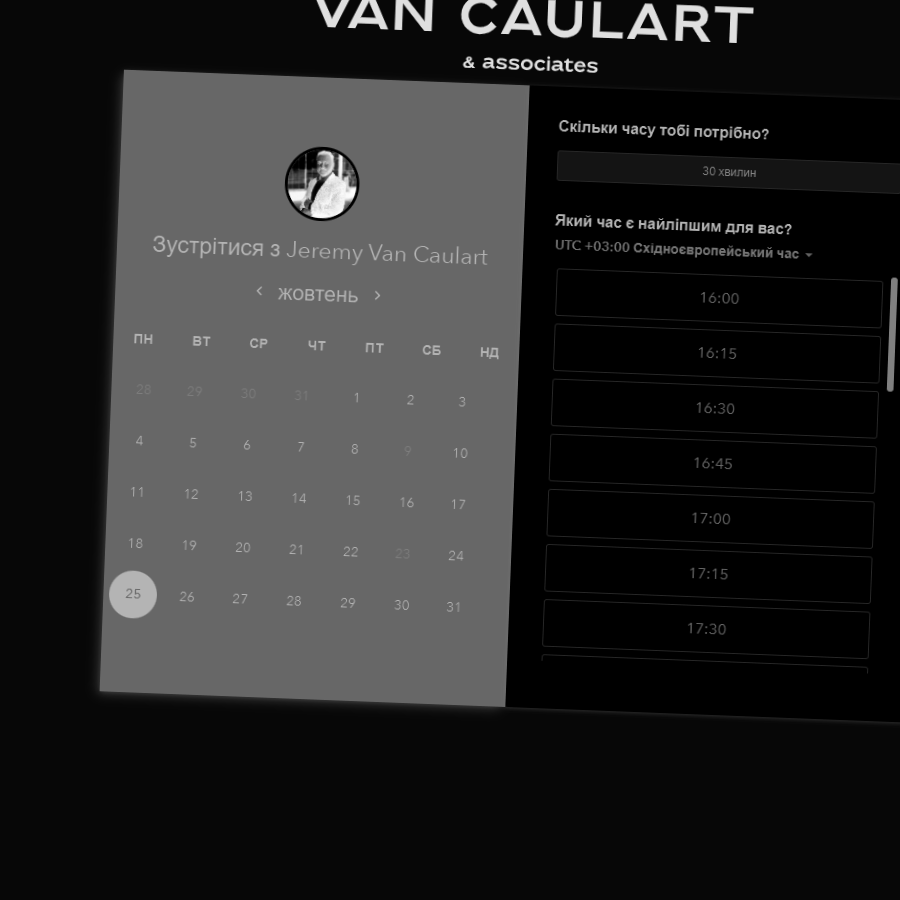 VAN CAULART
& associates
Зустрітися з Jeremy Van Caulart
жовтень
ПН ВТ СР ЧТ ПТ СБ НД
28 29 30 31 1 2 3
4 5 6 7 8 9 10
11 12 13 14 15 16 17
18 19 20 21 22 23 24
25 26 27 28 29 30 31
Скільки часу тобі потрібно?
30 хвилин
Який час є найліпшим для вас?
UTC +03:00 Східноєвропейський час
16:00
16:15
16:30
16:45
17:00
17:15
17:30